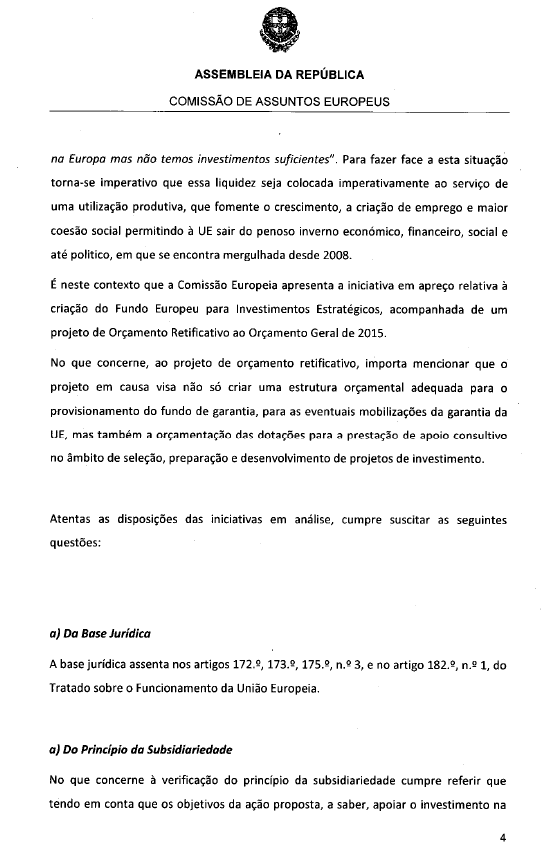 ASSEMBLEIA DA REPÚBLICA
COMISSÃO DE ASSUNTOS EUROPEUS
na Europa mas não temos investimentos suficientes". Para fazer face a esta situação
torna-se imperativo que essa liquidez seja colocada imperativamente ao serviço de
uma utilização produtiva, que fomente o crescimento, a criação de emprego e maior
coesão social permitindo à UE sair do penoso inverno económico, financeiro, social e
até político, em que se encontra mergulhada desde 2008.
É neste contexto que a Comissão Europeia apresenta a iniciativa em apreço relativa à
criação do Fundo Europeu para Investimentos Estratégicos, acompanhada de um
projeto de Orçamento Retificativo ao Orçamento Geral de 2015.
No que concerne, ao projeto de orçamento retificativo, importa mencionar que o
projeto em causa visa não só criar uma estrutura orçamental adequada para o
provisionamento do fundo de garantia, para as eventuais mobilizações da garantia da
UE, mas também a orçamentação das dotações para a prestação de apoio consultivo
no âmbito de seleção, preparação e desenvolvimento de projetos de investimento.
Atentas as disposições das iniciativas em análise, cumpre suscitar as seguintes
questões:
a) Da Base Jurídica
A base jurídica assenta nos artigos 172.º, 173.º, 175.º, n.º 3, e no artigo 182.º, n.º 1, do
Tratado sobre o Funcionamento da União Europeia.
a) Do Princípio da Subsidiariedade
No que concerne à verificação do princípio da subsidiariedade cumpre referir que
tendo em conta que os objetivos da ação proposta, a saber, apoiar o investimento na
4